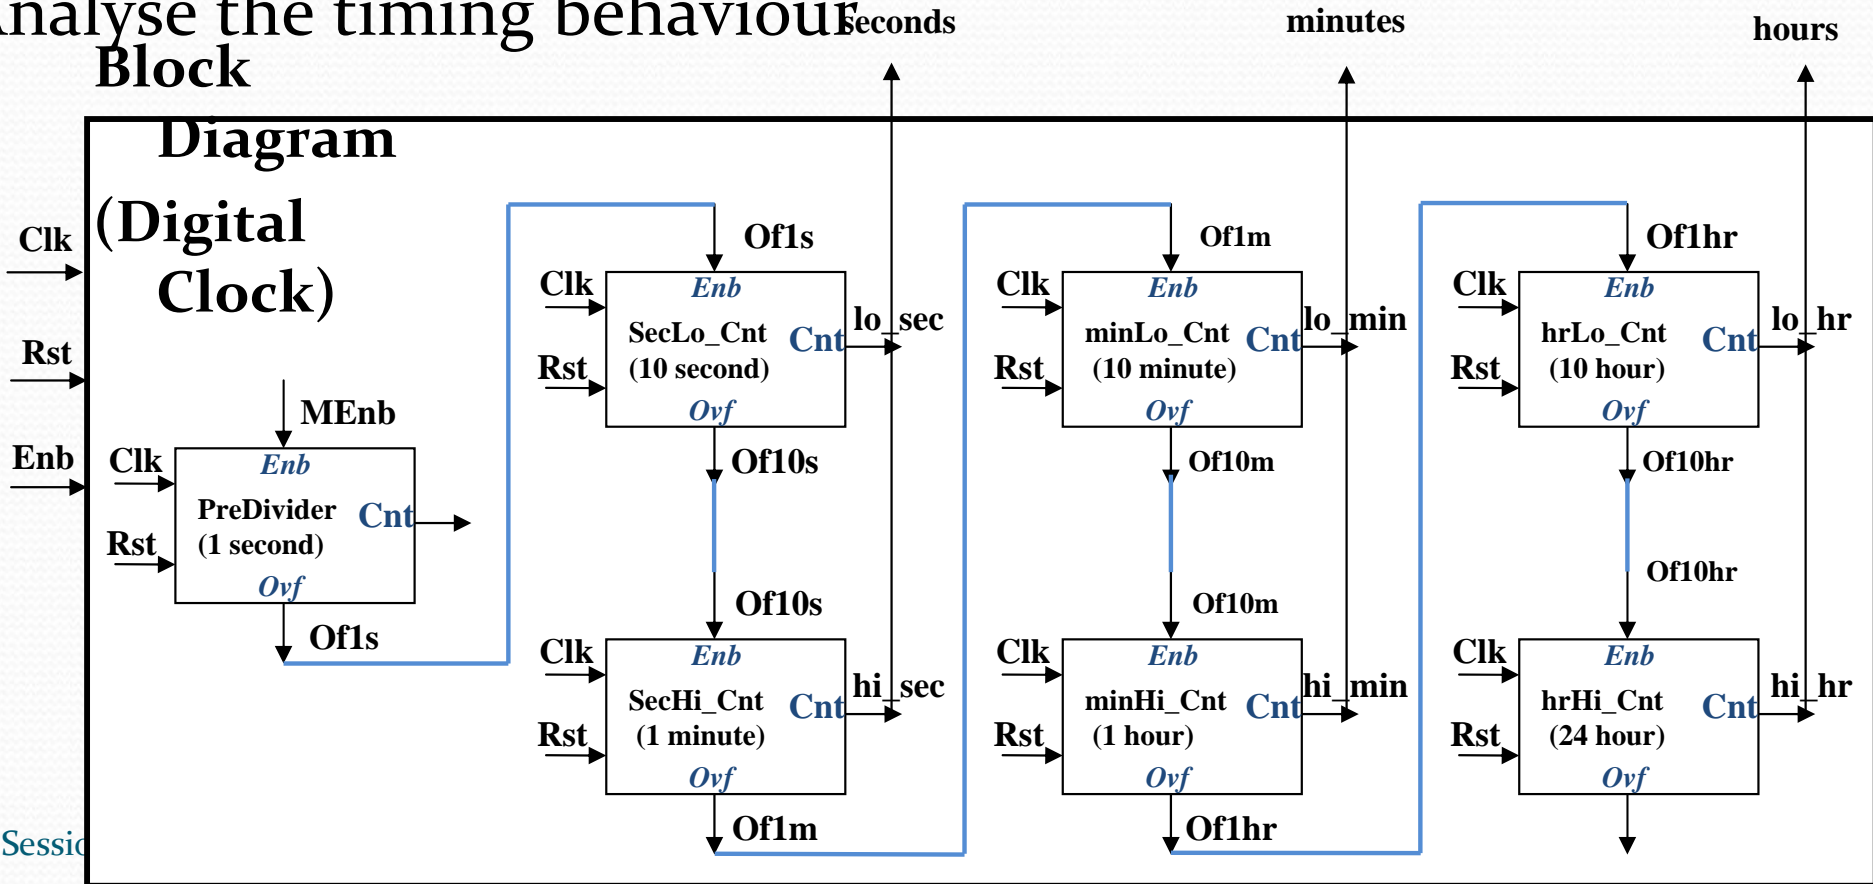 Analyse the timing behaviour
Block
Diagram
(Digital
Clock)
seconds
minutes
hours
Clk
Rst
Enb
MEnb
Clk
Enb
PreDivider
(1 second)
Cnt
Rst
Ovf
Of1s
Of1s
Clk
Enb
SecLo_Cnt
(10 second)
Cnt
lo_sec
Rst
Ovf
Of10s
Of10s
Clk
Enb
SecHi_Cnt
(1 minute)
Cnt
hi_sec
Rst
Ovf
Of1m
Of1m
Clk
Enb
minLo_Cnt
(10 minute)
Cnt
lo_min
Rst
Ovf
Of10m
Of10m
Clk
Enb
minHi_Cnt
(1 hour)
Cnt
hi_min
Rst
Ovf
Of1hr
Of1hr
Clk
Enb
hrLo_Cnt
(10 hour)
Cnt
lo_hr
Rst
Ovf
Of10hr
Of10hr
Clk
Enb
hrHi_Cnt
(24 hour)
Cnt
hi_hr
Rst
Ovf